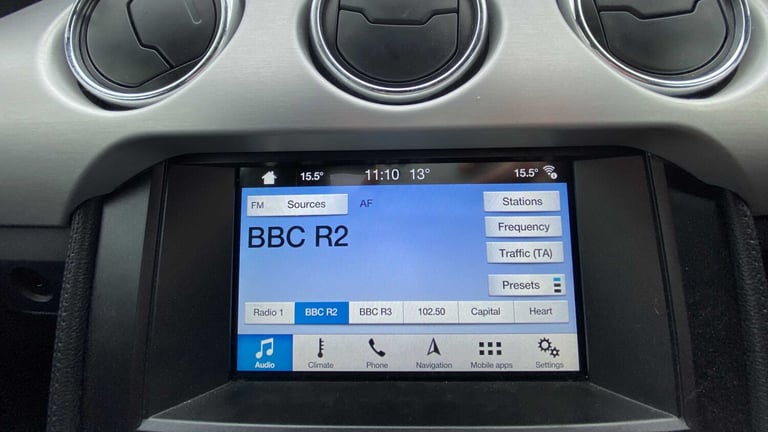 15.5° 11:10 13° 15.5°
FM Sources AF Stations
BBC R2 Frequency
Traffic (TA)
Presets
Radio 1 BBC R2 BBC R3 102.50 Capital Heart
Audio Climate Phone Navigation Mobile apps Settings